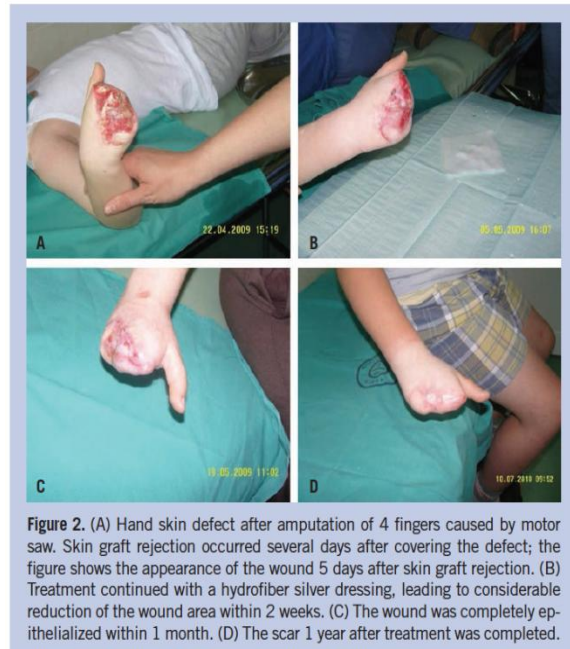 22.04.2009 15:19
A
05.05.2009 16:07
B
19.05.2009 11:02
C
10.07.2010 09:52
D
Figure 2. (A) Hand skin defect after amputation of 4 fingers caused by motor
saw. Skin graft rejection occurred several days after covering the defect; the
figure shows the appearance of the wound 5 days after skin graft rejection. (B)
Treatment continued with a hydrofiber silver dressing, leading to considerable
reduction of the wound area within 2 weeks. (C) The wound was completely ep-
ithelialized within 1 month. (D) The scar 1 year after treatment was completed.